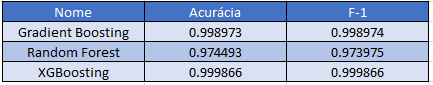 Nome Acurácia F-1
Gradient Boosting 0.998973 0.998974
Random Forest 0.974493 0.973975
XGBoosting 0.999866 0.999866